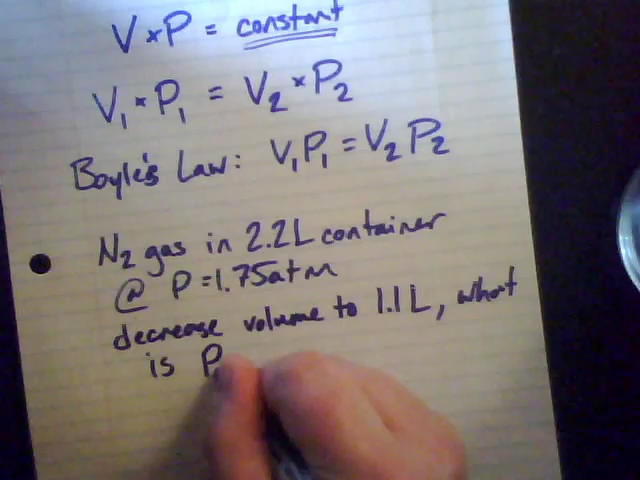 V × P = constant
V₁ × P₁ = V₂ × P₂
Boyle's Law: V₁P₁ = V₂P₂
N₂ gas in 2.2L container
@ P = 1.75atm
decrease volume to 1.1 L, what
is P